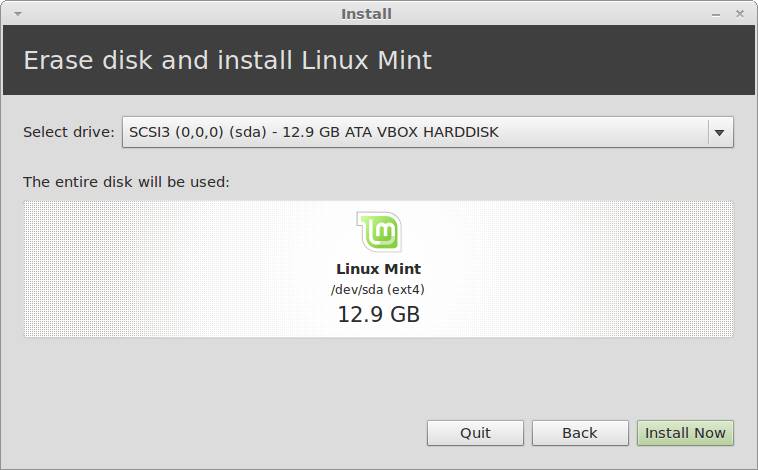 Install
Erase disk and install Linux Mint
Select drive: SCSI3 (0,0,0) (sda) - 12.9 GB ATA VBOX HARDDISK
The entire disk will be used:
Linux Mint
/dev/sda (ext4)
12.9 GB
Quit Back Install Now